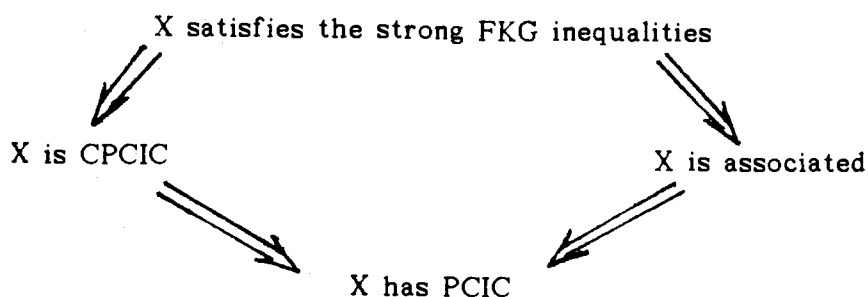 X satisfies the strong FKG inequalities
X is CPCIC
X is associated
X has PCIC